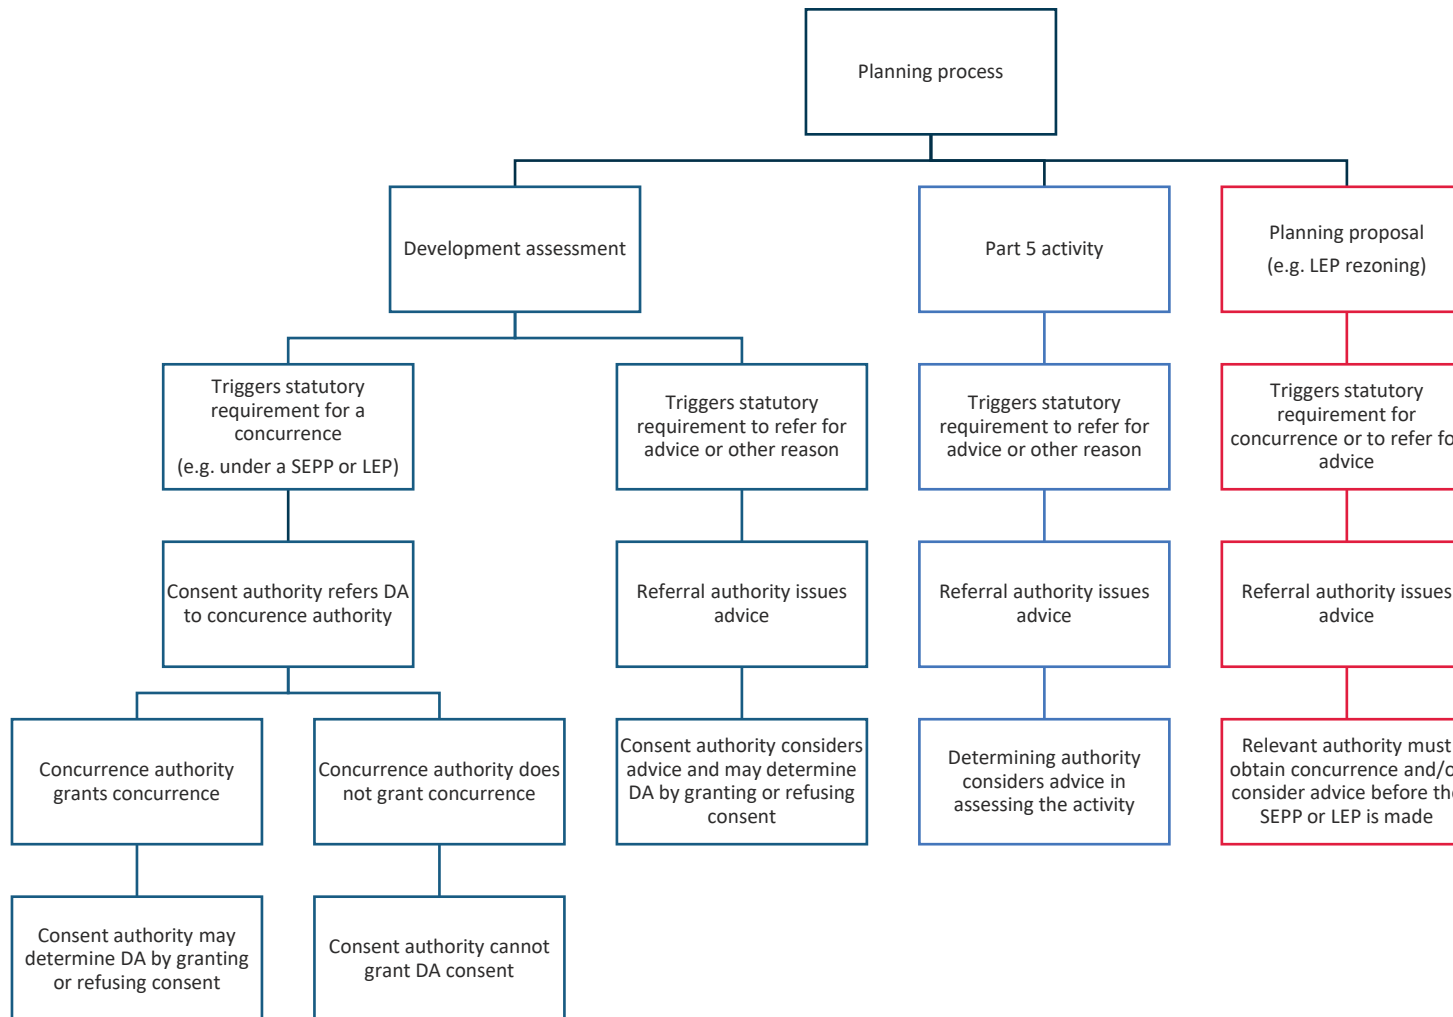 Planning process
Development assessment
Part 5 activity
Planning proposal
(e.g. LEP rezoning)
Triggers statutory
requirement for a
concurrence
(e.g. under a SEPP or LEP)
Triggers statutory
requirement to refer for
advice or other reason
Triggers statutory
requirement to refer for
advice or other reason
Triggers statutory
requirement for
concurrence or to refer
advice
Consent authority refers DA
to concurence authority
Referral authority issues
advice
Referral authority issues
advice
Referral authority issues
advice
Concurrence authority
grants concurrence
Concurrence authority does
not grant concurrence
Consent authority considers
advice and may determine
DA by granting or refusing
consent
Determining authority
considers advice in
assessing the activity
Relevant authority must
obtain concurrence
consider advice before
SEPP or LEP is made
Consent authority may
determine DA by granting
or refusing consent
Consent authority cannot
grant DA consent